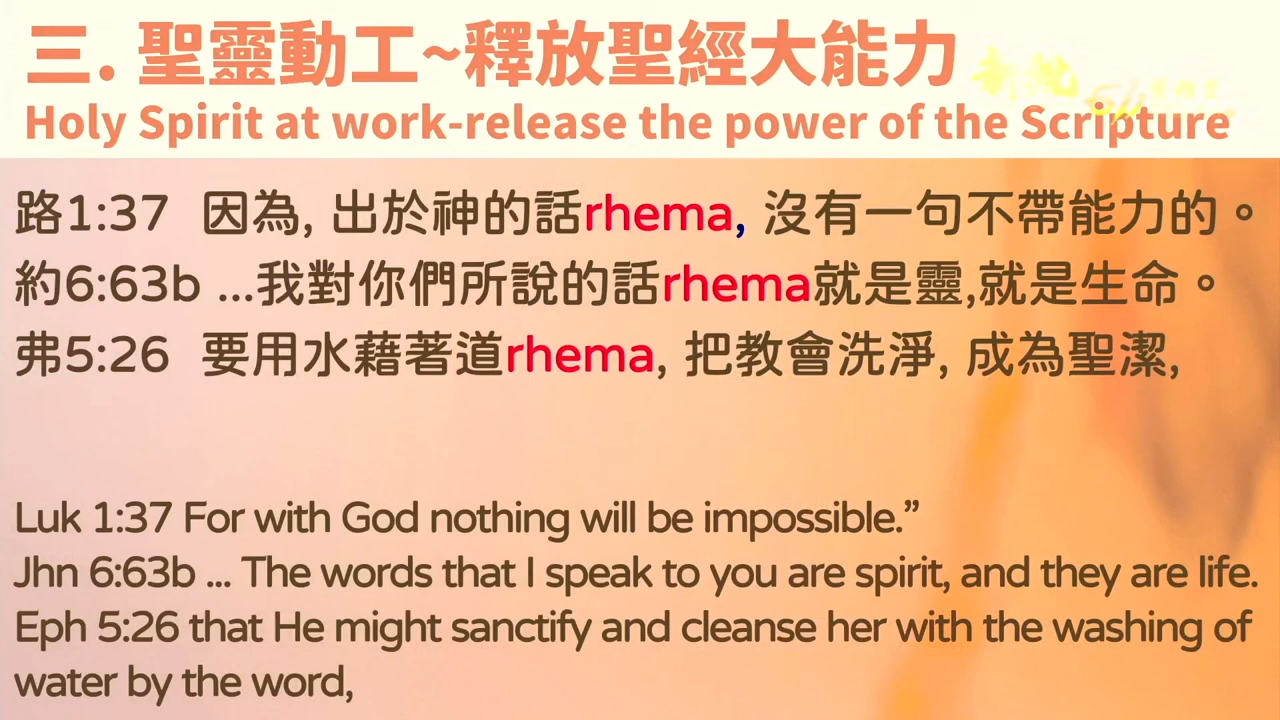 三. 聖靈動工~釋放聖經大能力
Holy Spirit at work-release the power of the Scripture
路1:37 因為, 出於神的話rhema, 沒有一句不帶能力的。
約6:63b ...我對你們所說的話rhema就是靈,就是生命。
弗5:26 要用水藉著道rhema, 把教會洗淨, 成為聖潔,
Luk 1:37 For with God nothing will be impossible.”
Jhn 6:63b ... The words that I speak to you are spirit, and they are life.
Eph 5:26 that He might sanctify and cleanse her with the washing of
water by the word,